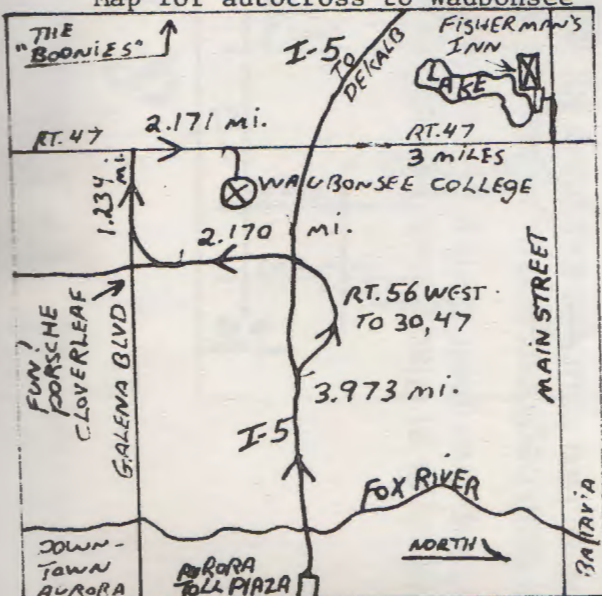 Map for autocross to Waubonsee
THE
"BOONIES"
I-5
TO
DEKALB
FISHERMAN'S
INN
LAKE
RT.47
2.171 mi.
RT.47
3 MILES
WAUBONSEE COLLEGE
1.234 mi.
2.170 mi.
RT. 56 WEST
TO 30,47
FUN!
PORSCHE
CLOVERLEAF
GALENA BLVD
3.973 mi.
MAIN STREET
I-5
FOX RIVER
NORTH
DOWN-
TOWN
AURORA
AURORA
TOLL PLAZA
BATAVIA